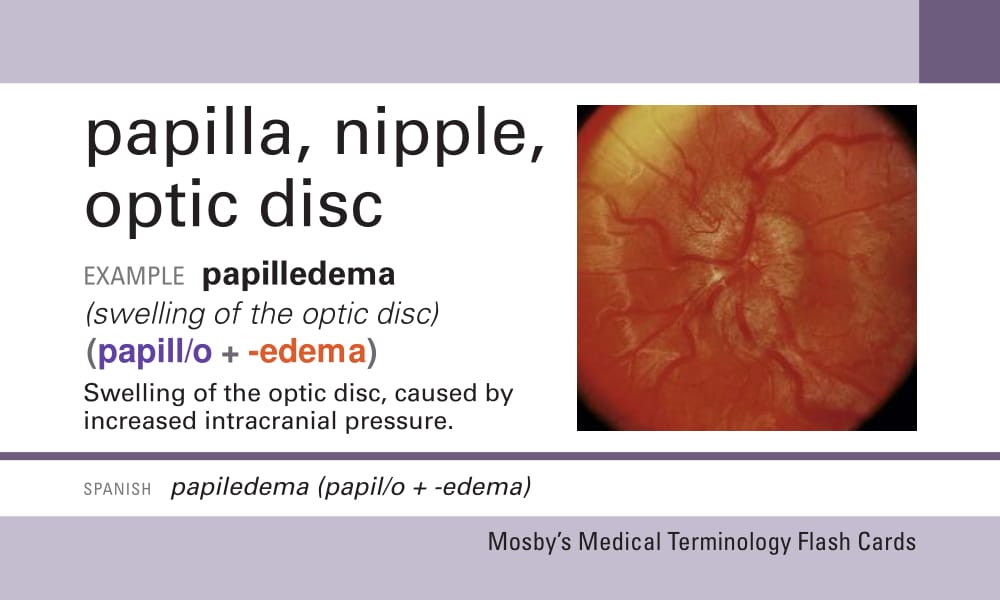 papilla, nipple,
optic disc
EXAMPLE papilledema
(swelling of the optic disc)
(papill/o + -edema)
Swelling of the optic disc, caused by
increased intracranial pressure.
SPANISH papiledema (papil/o + -edema)
Mosby's Medical Terminology Flash Cards